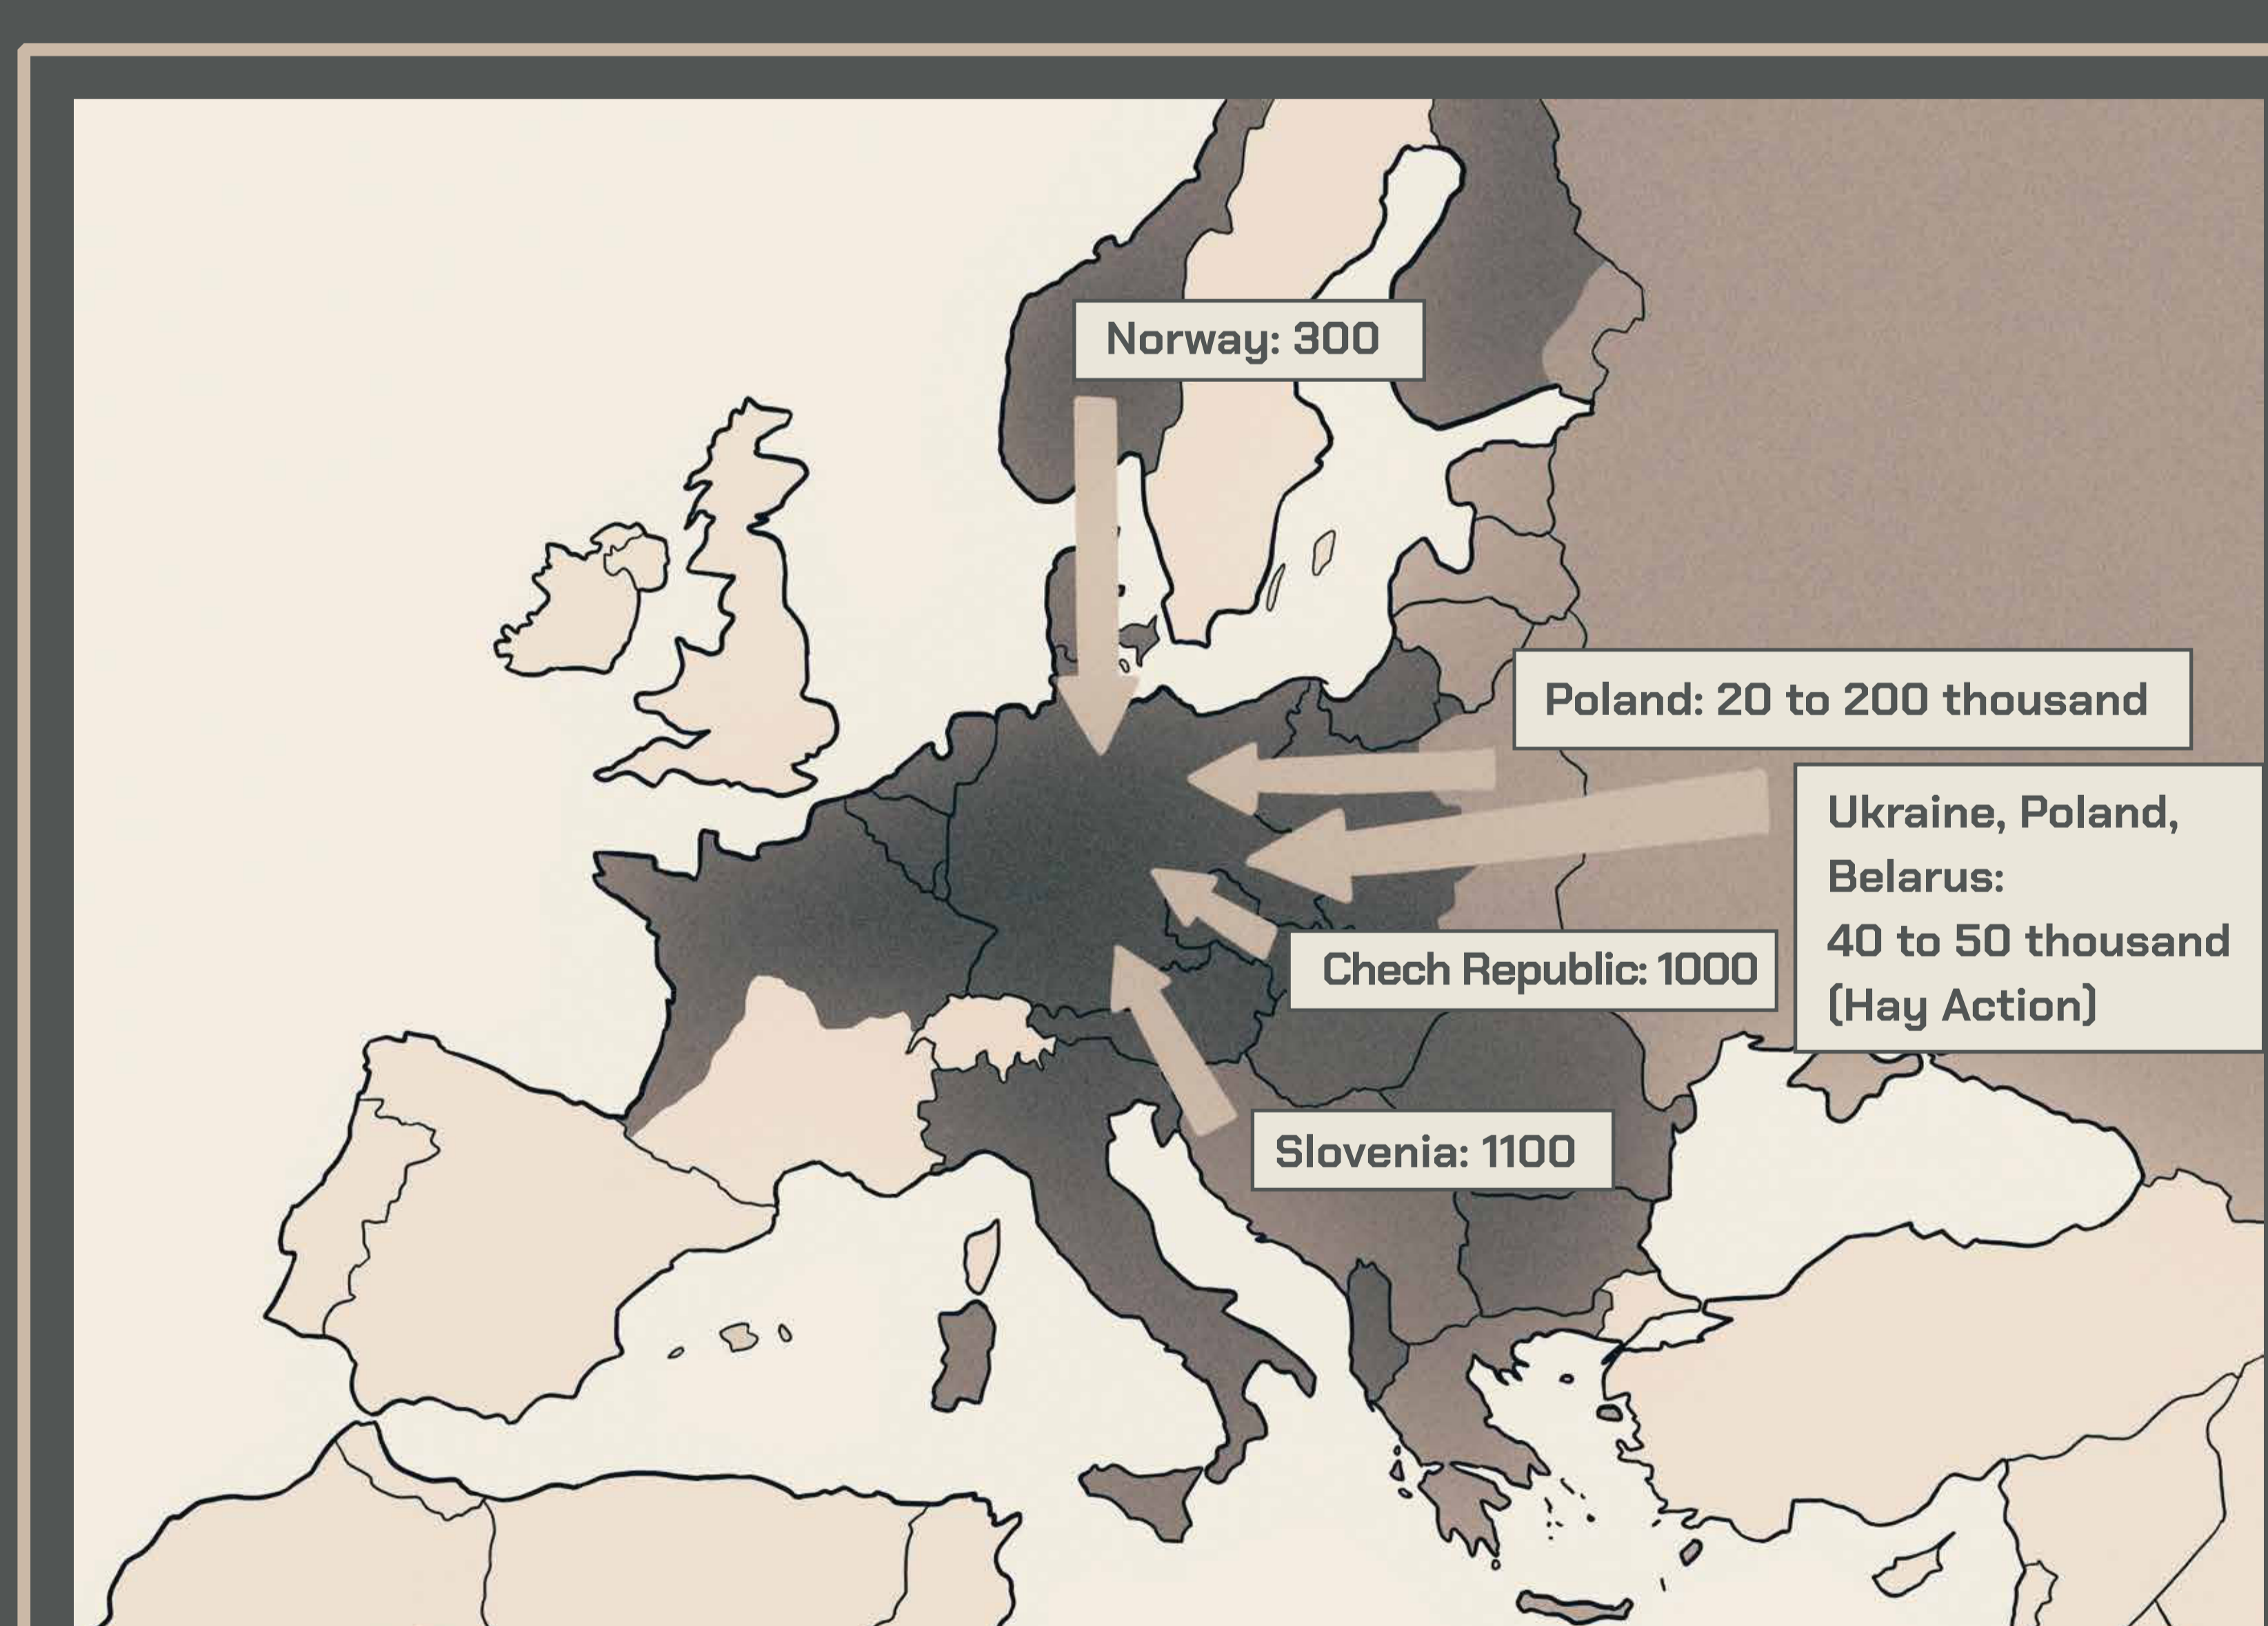 Norway: 300
Poland: 20 to 200 thousand
Ukraine, Poland,
Belarus:
40 to 50 thousand
(Hay Action)
Chech Republic: 1000
Slovenia: 1100